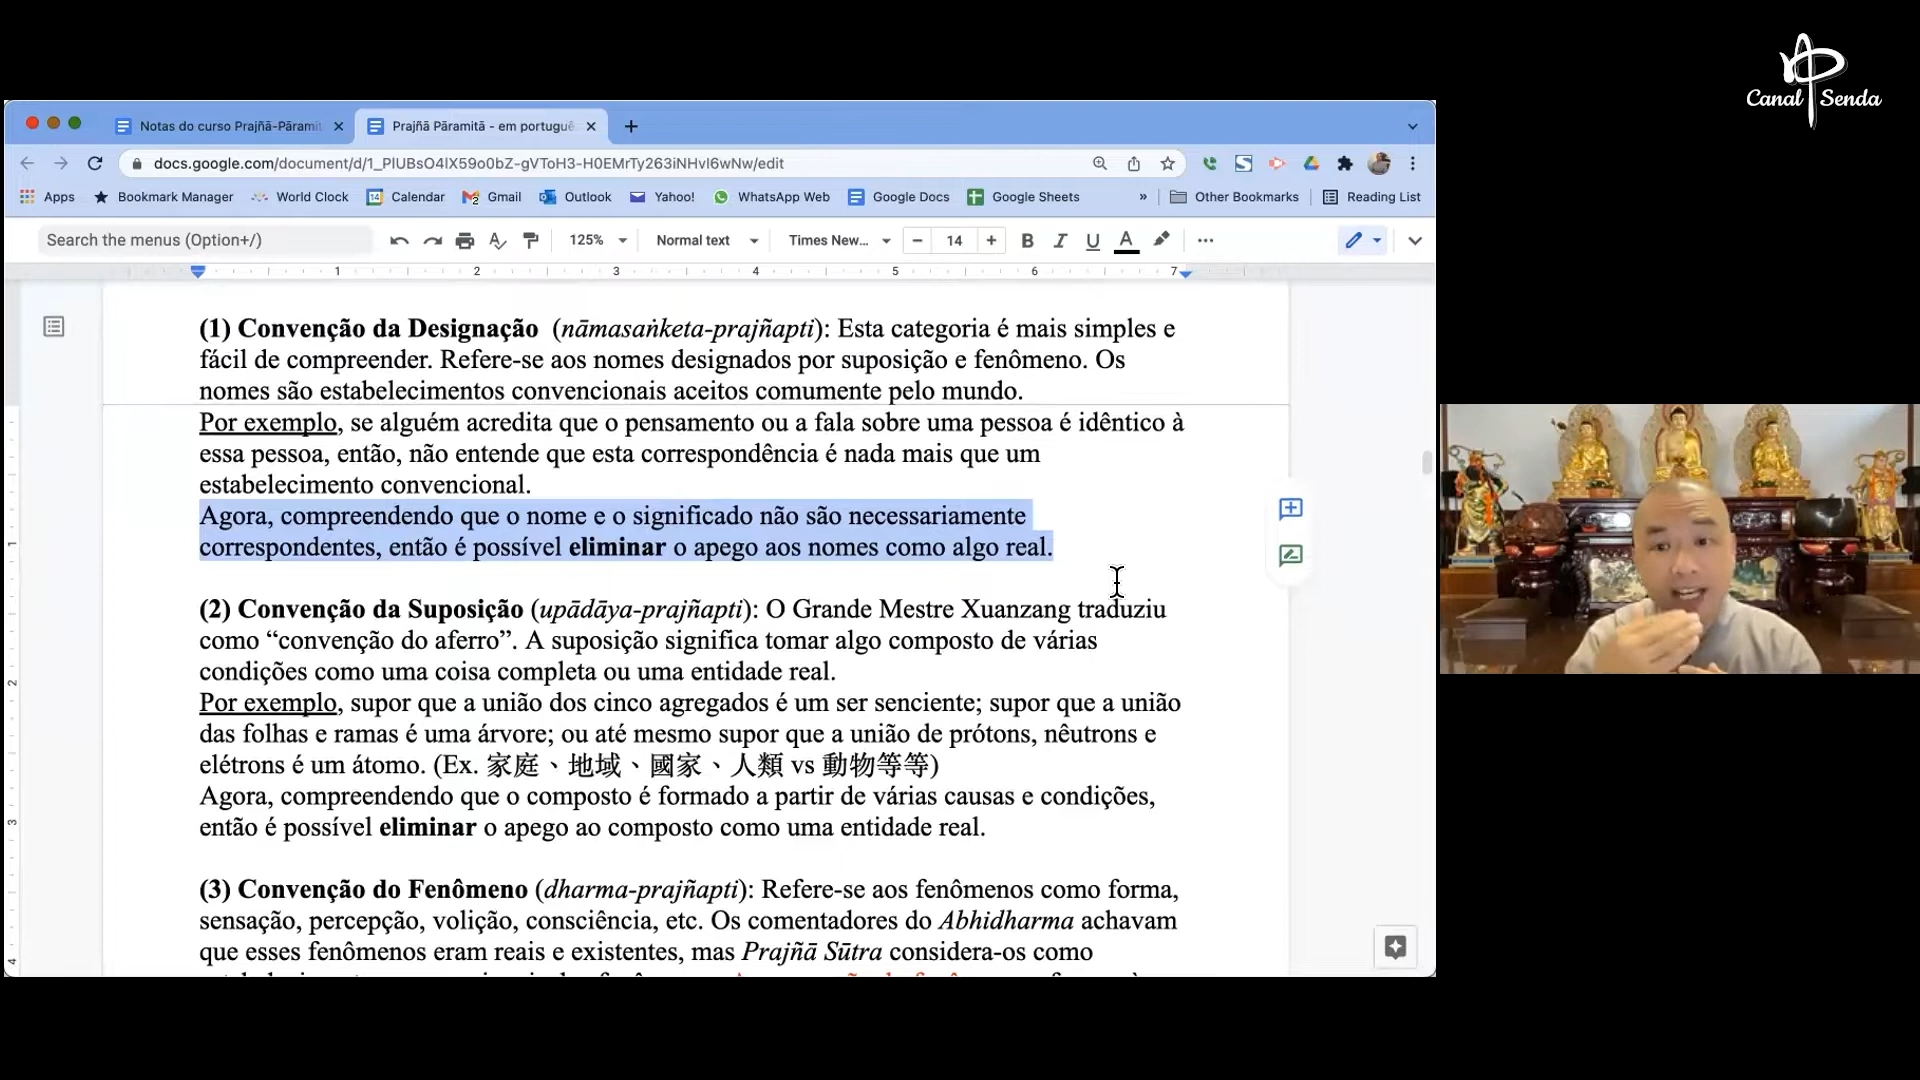 Canal Senda
Notas do curso Prajñā-Pāramit
Prajñā Pāramitā - em portuguê
docs.google.com/document/d/1_PlUBsO4lX59o0bZ-gVToH3-H0EMrTy263iNHvl6wNw/edit
Apps Bookmark Manager World Clock Calendar Gmail Outlook Yahoo! WhatsApp Web Google Docs Google Sheets » Other Bookmarks Reading List
Search the menus (Option+/) 125% Normal text Times New... 14 B I U A
1 2 3 4 5 6 7
(1) Convenção da Designação (nāmasaṅketa-prajñapti): Esta categoria é mais simples e
fácil de compreender. Refere-se aos nomes designados por suposição e fenômeno. Os
nomes são estabelecimentos convencionais aceitos comumente pelo mundo.
Por exemplo, se alguém acredita que o pensamento ou a fala sobre uma pessoa é idêntico à
essa pessoa, então, não entende que esta correspondência é nada mais que um
estabelecimento convencional.
Agora, compreendendo que o nome e o significado não são necessariamente
correspondentes, então é possível eliminar o apego aos nomes como algo real.
(2) Convenção da Suposição (upādāya-prajñapti): O Grande Mestre Xuanzang traduziu
como “convenção do aferro”. A suposição significa tomar algo composto de várias
condições como uma coisa completa ou uma entidade real.
Por exemplo, supor que a união dos cinco agregados é um ser senciente; supor que a união
das folhas e ramas é uma árvore; ou até mesmo supor que a união de prótons, nêutrons e
elétrons é um átomo. (Ex. 家庭、地域、國家、人類 vs 動物等等)
Agora, compreendendo que o composto é formado a partir de várias causas e condições,
então é possível eliminar o apego ao composto como uma entidade real.
(3) Convenção do Fenômeno (dharma-prajñapti): Refere-se aos fenômenos como forma,
sensação, percepção, volição, consciência, etc. Os comentadores do Abhidharma achavam
que esses fenômenos eram reais e existentes, mas Prajñā Sūtra considera-os como